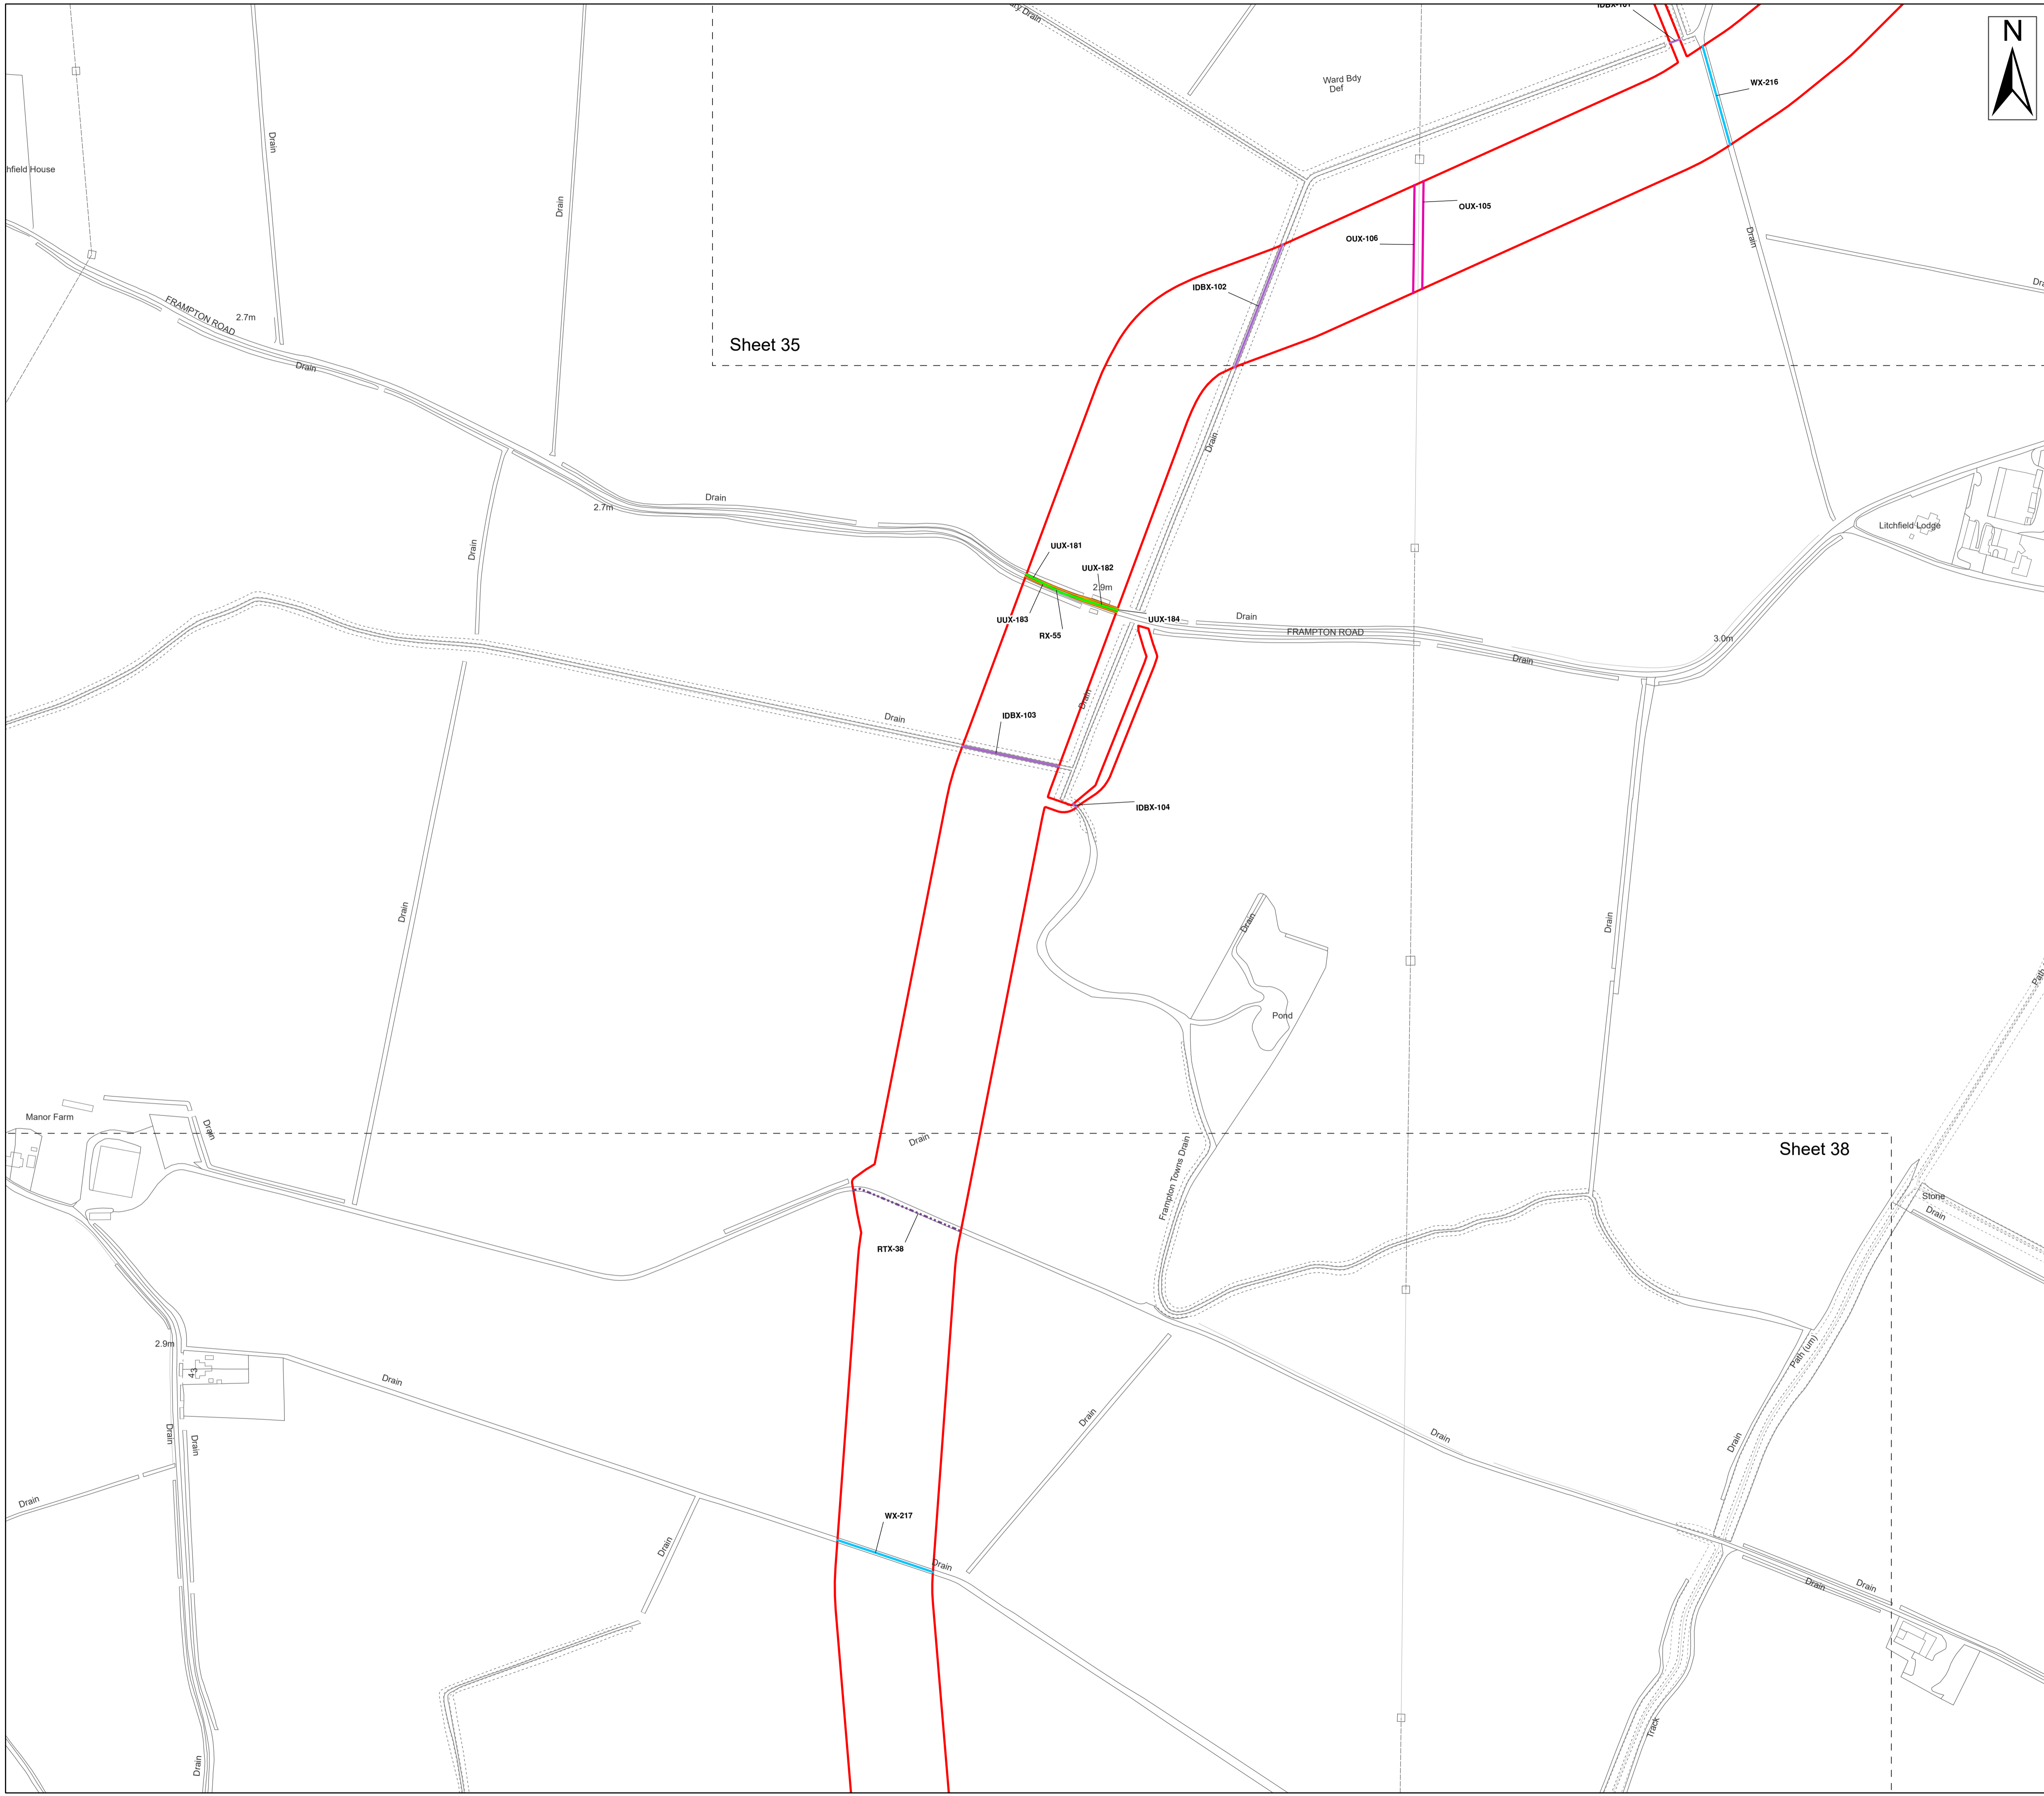 IDBX-101
N
Ward Bdy
Def
WX-216
Drain
hfield House
Drain
OUX-105
OUX-106
Drain
IDBX-102
FRAMPTON ROAD
2.7m
Sheet 35
Drain
Drain
Drain
2.7m
Litchfield Lodge
Drain
UUX-181
UUX-182
2.9m
UUX-183
RX-55
UUX-184
Drain
FRAMPTON ROAD
3.0m
Drain
Drain
IDBX-103
Drain
IDBX-104
Drain
Drain
Drain
Pond
Manor Farm
Drain
Drain
Sheet 38
Frampton Towns Drain
Stone
Drain
RTX-38
2.9m
43
Drain
Path (um)
Drain
Drain
Drain
Drain
Drain
Drain
WX-217
Drain
Drain
Drain
Drain
Drain
Track
Drain